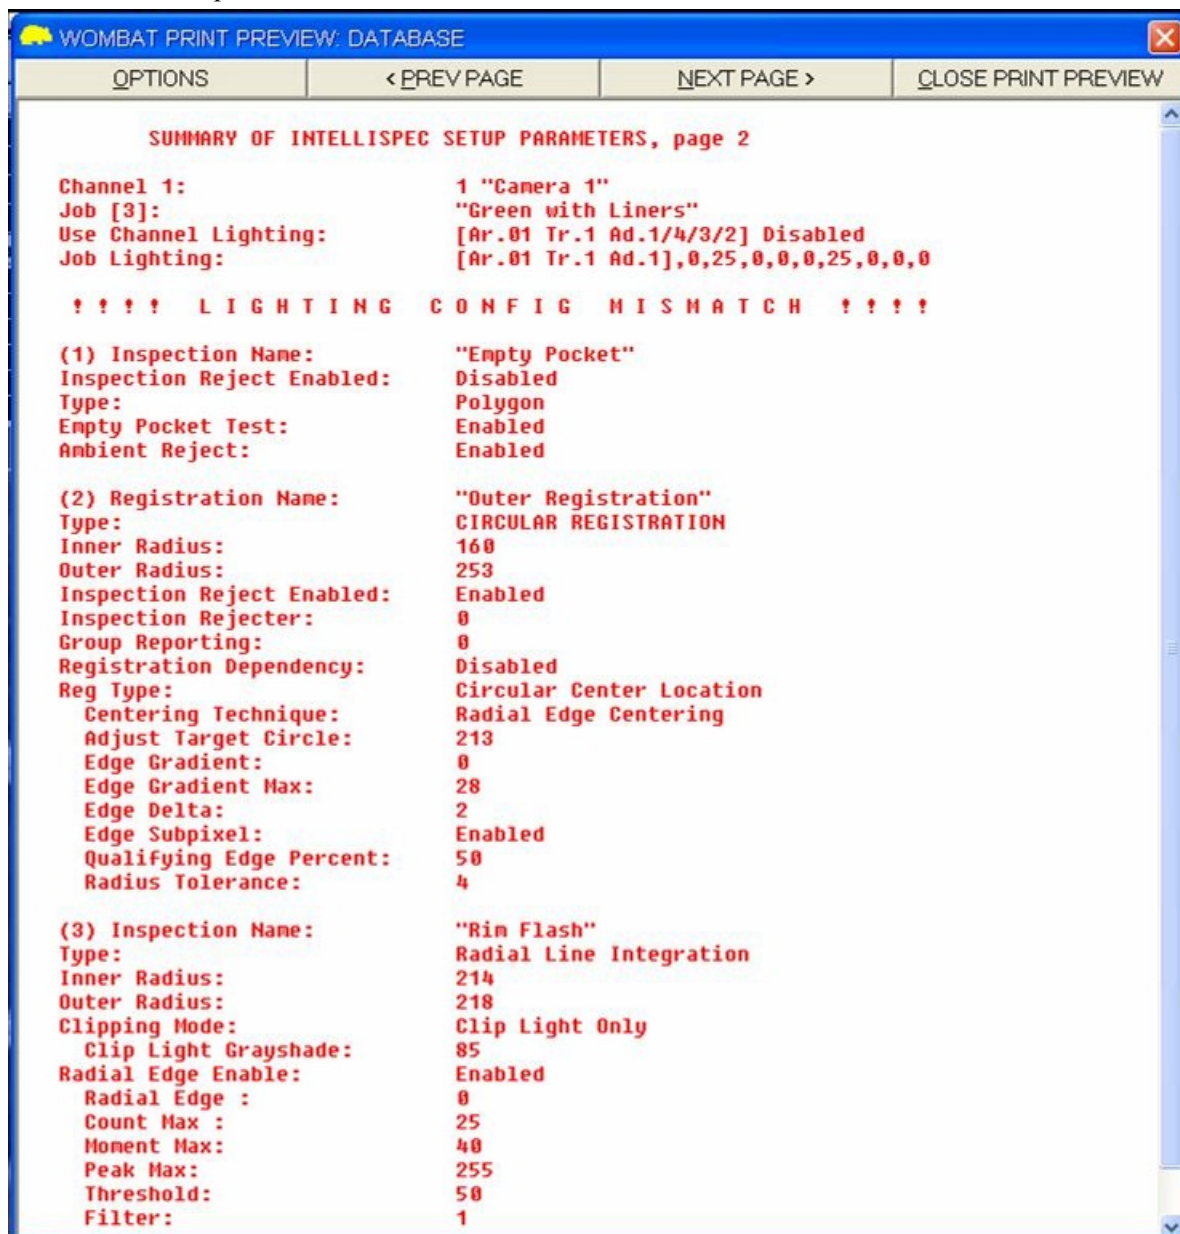 WOMBAT PRINT PREVIEW: DATABASE
OPTIONS < PREV PAGE NEXT PAGE > CLOSE PRINT PREVIEW
SUMMARY OF INTELLISPEC SETUP PARAMETERS, page 2
Channel 1: 1 "Camera 1"
Job [3]: "Green with Liners"
Use Channel Lighting: [Ar.01 Tr.1 Ad.1/4/3/2] Disabled
Job Lighting: [Ar.01 Tr.1 Ad.1],0,25,0,0,0,25,0,0,0
! ! ! ! L I G H T I N G C O N F I G M I S M A T C H ! ! ! !
(1) Inspection Name: "Empty Pocket"
Inspection Reject Enabled: Disabled
Type: Polygon
Empty Pocket Test: Enabled
Ambient Reject: Enabled
(2) Registration Name: "Outer Registration"
Type: CIRCULAR REGISTRATION
Inner Radius: 160
Outer Radius: 253
Inspection Reject Enabled: Enabled
Inspection Rejecter: 0
Group Reporting: 0
Registration Dependency: Disabled
Reg Type: Circular Center Location
Centering Technique: Radial Edge Centering
Adjust Target Circle: 213
Edge Gradient: 0
Edge Gradient Max: 28
Edge Delta: 2
Edge Subpixel: Enabled
Qualifying Edge Percent: 50
Radius Tolerance: 4
(3) Inspection Name: "Rim Flash"
Type: Radial Line Integration
Inner Radius: 214
Outer Radius: 218
Clipping Mode: Clip Light Only
Clip Light Grayshade: 85
Radial Edge Enable: Enabled
Radial Edge : 0
Count Max : 25
Moment Max: 40
Peak Max: 255
Threshold: 50
Filter: 1